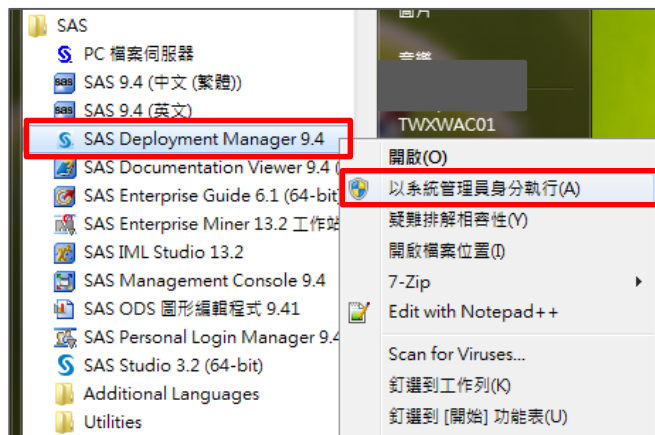 SAS
PC 檔案伺服器
SAS 9.4 (中文 (繁體))
SAS 9.4 (英文)
SAS Deployment Manager 9.4
SAS Documentation Viewer 9.4 (
SAS Enterprise Guide 6.1 (64-bit
SAS Enterprise Miner 13.2 工作站
SAS IML Studio 13.2
SAS Management Console 9.4
SAS ODS 圖形編輯程式 9.41
SAS Personal Login Manager 9.4
SAS Studio 3.2 (64-bit)
Additional Languages
Utilities
圖片
音樂
TWXWAC01
開啟(O)
以系統管理員身分執行(A)
疑難排解相容性(Y)
開啟檔案位置(I)
7-Zip
Edit with Notepad++
Scan for Viruses...
釘選到工作列(K)
釘選到 [開始] 功能表(U)